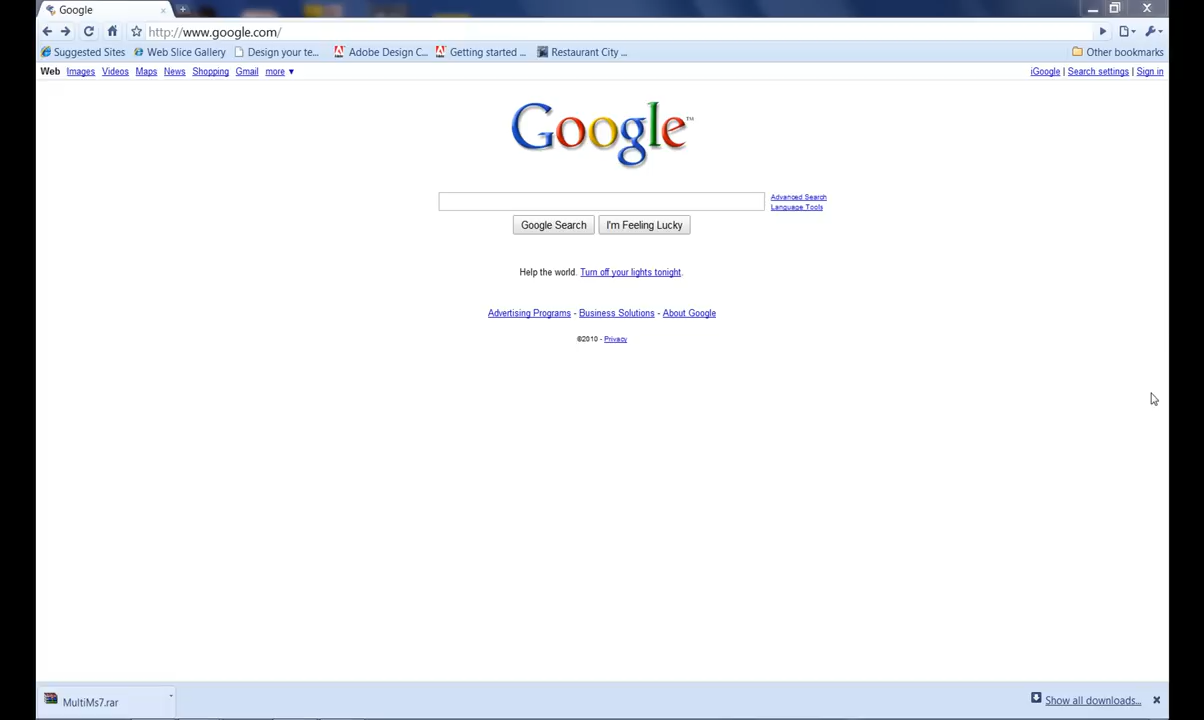 Google
http://www.google.com/
Suggested Sites Web Slice Gallery Design your te... Adobe Design C... Getting started ... Restaurant City ... Other bookmarks
Web Images Videos Maps News Shopping Gmail more ▼ iGoogle | Search settings | Sign in
Google™
Advanced Search
Language Tools
Google Search I'm Feeling Lucky
Help the world. Turn off your lights tonight.
Advertising Programs - Business Solutions - About Google
©2010 - Privacy
MultiMs7.rar Show all downloads...